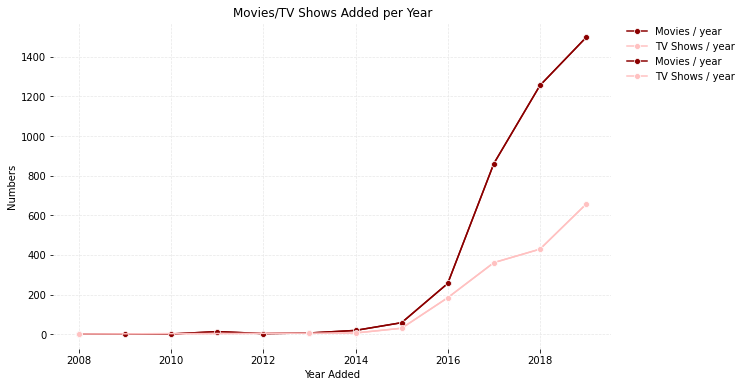 Movies/TV Shows Added per Year
Movies / year
TV Shows / year
Movies / year
TV Shows / year
1400
1200
1000
800
600
400
200
0
Numbers
2008
2010
2012
2014
2016
2018
Year Added